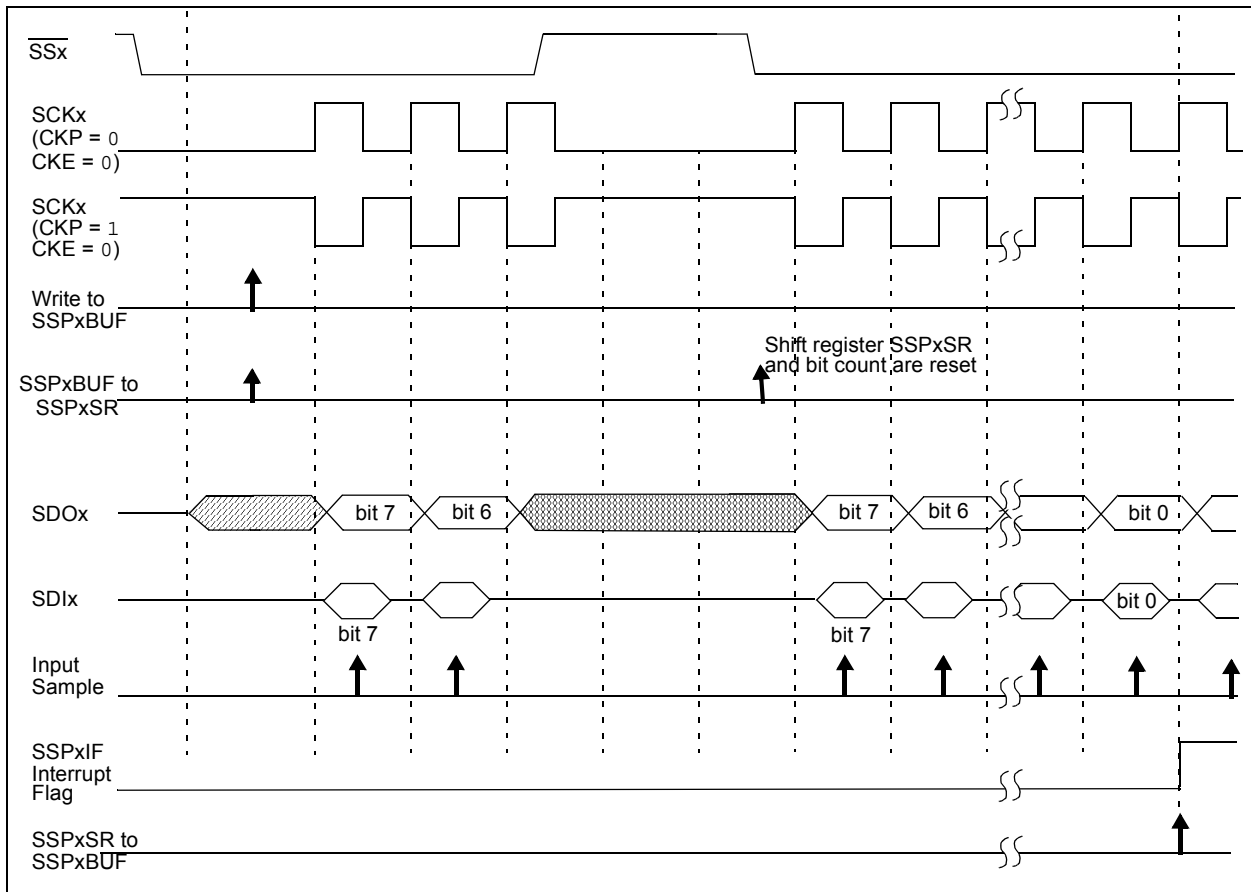 SSx
SCKx
(CKP = 0
CKE = 0)
SCKx
(CKP = 1
CKE = 0)
Write to
SSPxBUF
Shift register SSPxSR
and bit count are reset
SSPxBUF to
SSPxSR
SDOx
bit 7
bit 6
bit 7
bit 6
bit 0
SDIx
bit 0
bit 7
bit 7
Input
Sample
SSPxIF
Interrupt
Flag
SSPxSR to
SSPxBUF